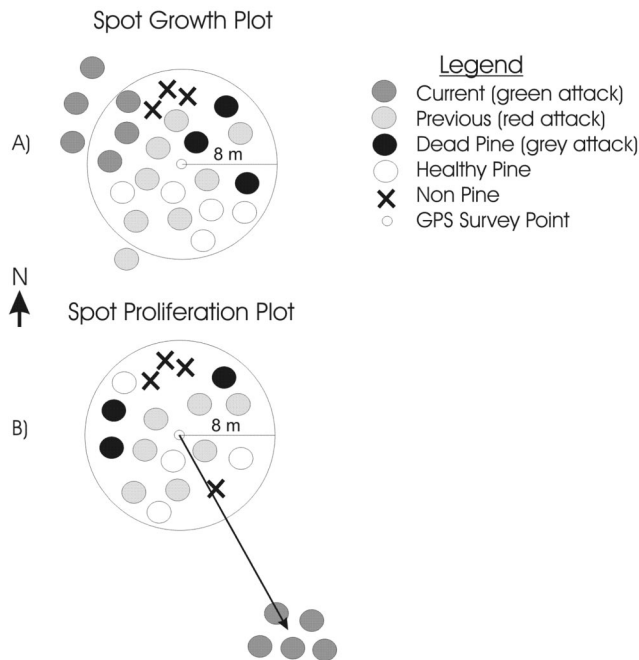 Spot Growth Plot
Legend
Current (green attack)
Previous (red attack)
Dead Pine (grey attack)
Healthy Pine
Non Pine
GPS Survey Point
A)
8 m
N
Spot Proliferation Plot
B)
8 m